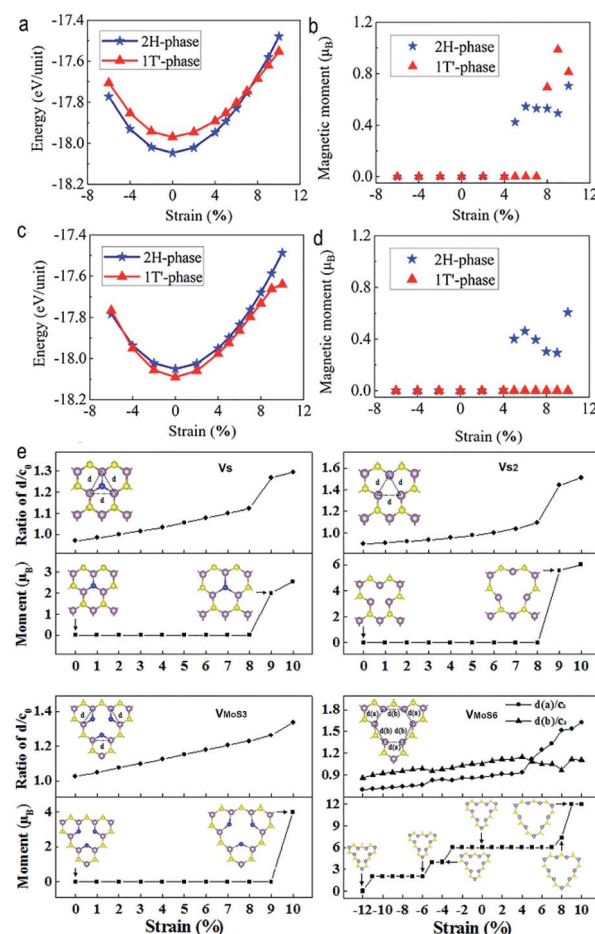 a
-17.4
-17.6
-17.8
-18.0
-18.2
Energy (eV/unit)
2H-phase
1T'-phase
-8 -4 0 4 8 12
Strain (%)
b
1.2
0.8
0.4
0.0
Magnetic moment (μB)
2H-phase
1T'-phase
-8 -4 0 4 8 12
Strain (%)
c
-17.4
-17.6
-17.8
-18.0
-18.2
Energy (eV/unit)
2H-phase
1T'-phase
-8 -4 0 4 8 12
Strain (%)
d
1.2
0.8
0.4
0.0
Magnetic moment (μB)
2H-phase
1T'-phase
-8 -4 0 4 8 12
Strain (%)
e
Ratio of d/c0
1.3
1.2
1.1
1.0
d
d
d
Vs
Moment (μB)
4
3
2
1
0
0 1 2 3 4 5 6 7 8 9 10
Ratio of d/c0
1.6
1.4
1.2
1.0
d
d
d
Vs2
Moment (μB)
6
4
2
0
0 1 2 3 4 5 6 7 8 9 10
Ratio of d/c0
1.4
1.2
1.0
d
d
d
VMoS3
Moment (μB)
4
3
2
1
0
0 1 2 3 4 5 6 7 8 9 10
Strain (%)
Ratio of d/c0
1.8
1.5
1.2
0.9
d(b)
d(a) d(a)
d(b) d(b)
d(a)
VMoS6
d(a)/c0
d(b)/c0
Moment (μB)
12
9
6
3
0
-12 -10 -8 -6 -4 -2 0 2 4 6 8 10
Strain (%)